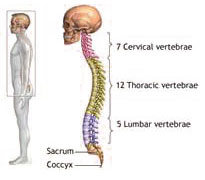 7 Cervical vertebrae
12 Thoracic vertebrae
5 Lumbar vertebrae
Sacrum
Coccyx